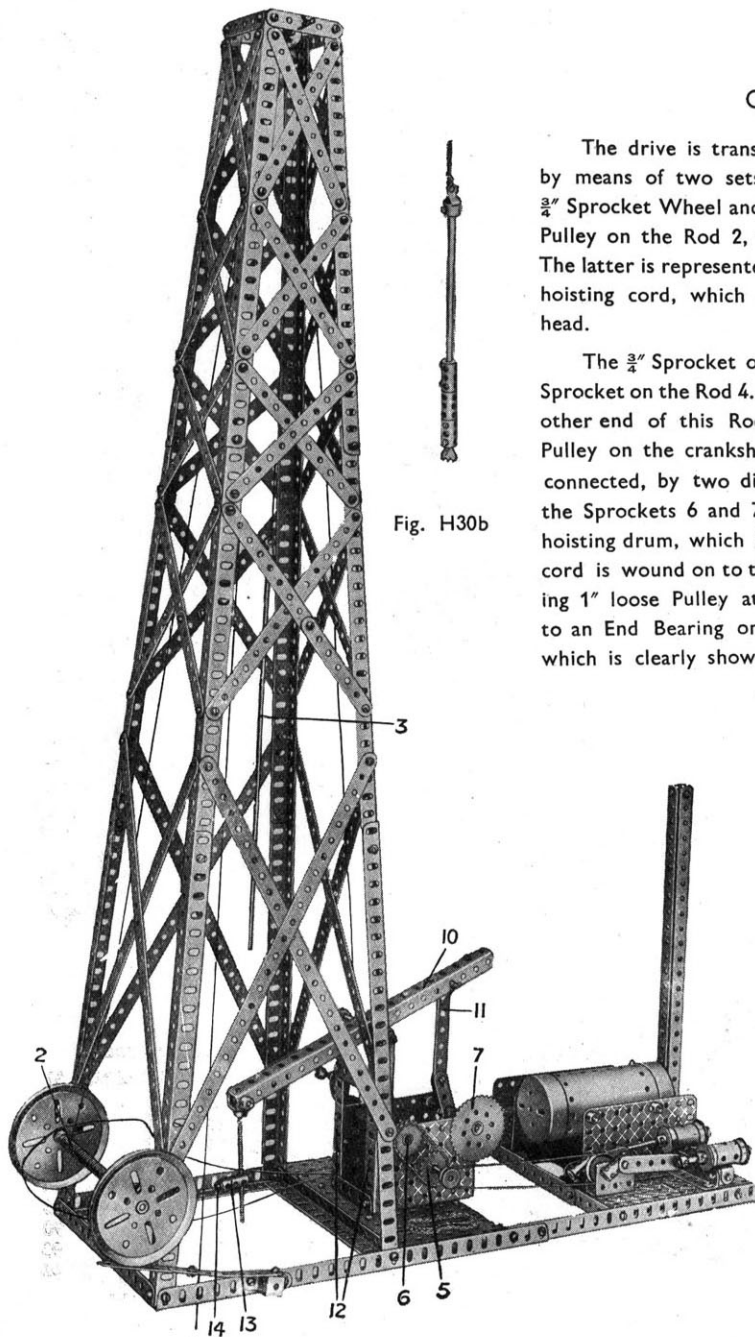 C
The drive is trans
by means of two sets
¾″ Sprocket Wheel and
Pulley on the Rod 2,
The latter is represente
hoisting cord, which
head.
The ¾″ Sprocket o
Sprocket on the Rod 4.
other end of this Ro
Pulley on the cranksh
connected, by two di
the Sprockets 6 and 7
hoisting drum, which
cord is wound on to t
ing 1″ loose Pulley at
to an End Bearing or
which is clearly show
Fig. H30b
3
10
11
7
2
14 13 12 6 5